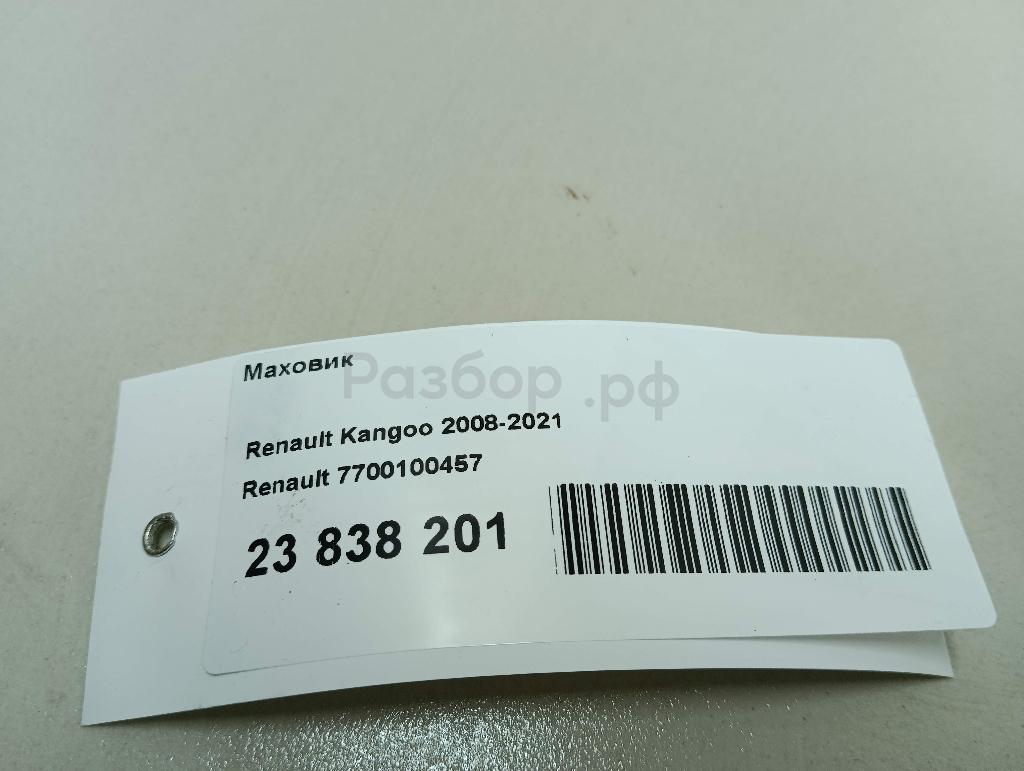 Маховик
Разбор.рф
Renault Kangoo 2008-2021
Renault 7700100457
23 838 201